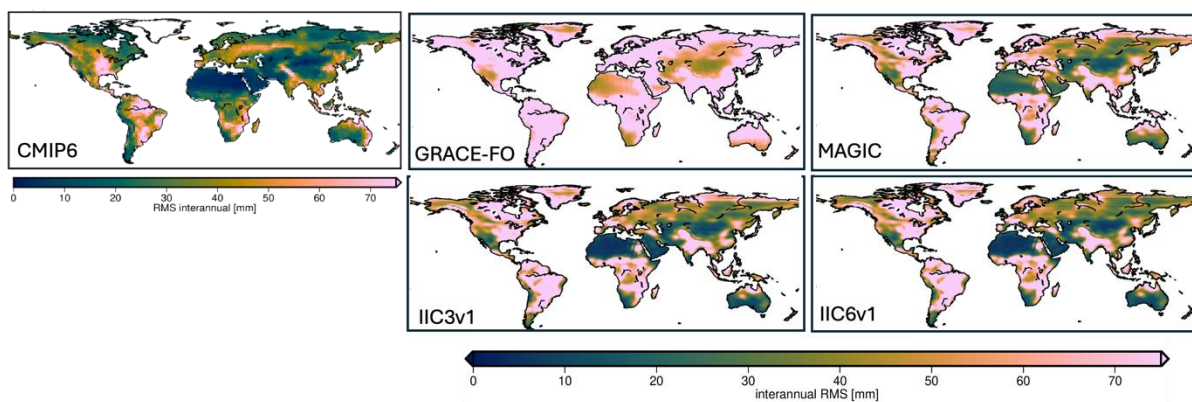 CMIP6
GRACE-FO
MAGIC
0 10 20 30 40 50 60 70
RMS interannual [mm]
IIC3v1
IIC6v1
0 10 20 30 40 50 60 70
interannual RMS [mm]